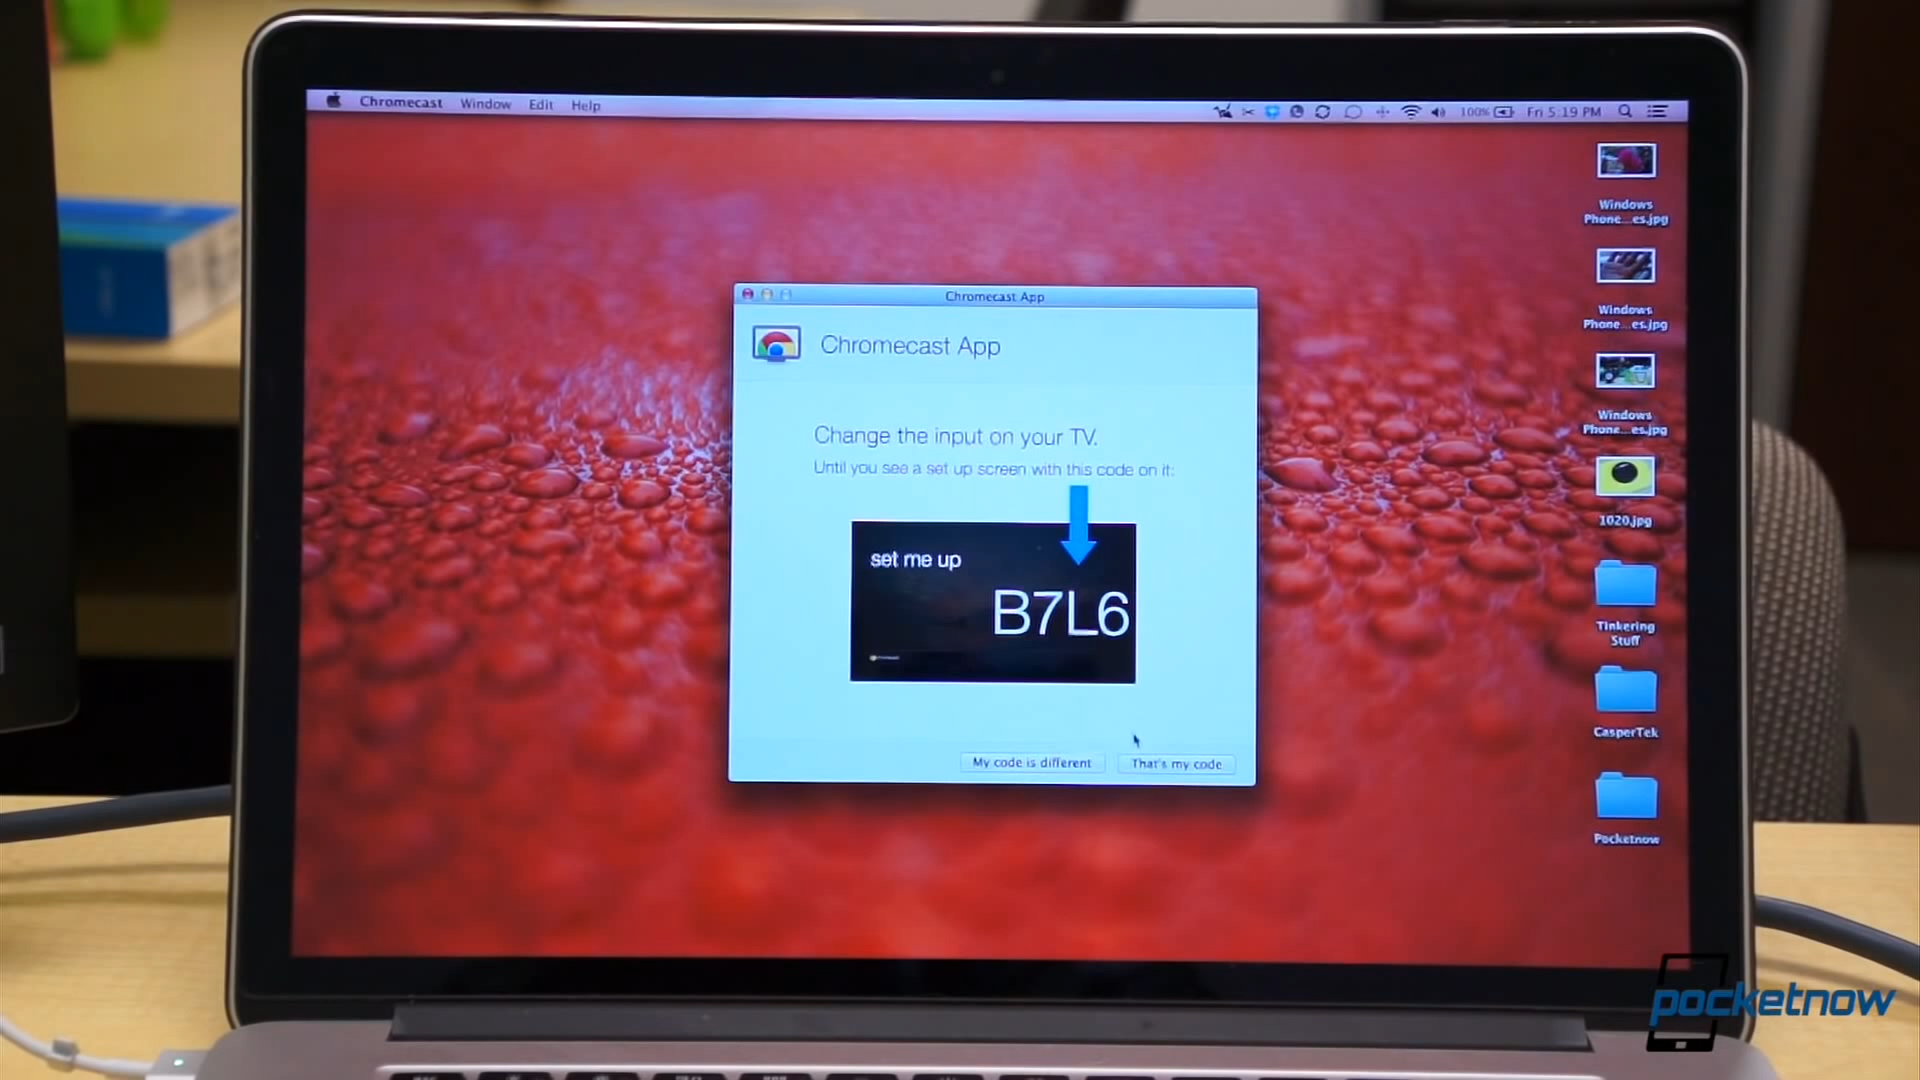 Chromecast Window Edit Help
100% Fri 5:19 PM
Windows
Phone...es.jpg
Windows
Phone...es.jpg
Windows
Phone...es.jpg
1020.jpg
Tinkering
Stuff
CasperTek
Pocketnow
Chromecast App
Chromecast App
Change the input on your TV.
Until you see a set up screen with this code on it:
set me up
B7L6
My code is different
That's my code
pocketnow